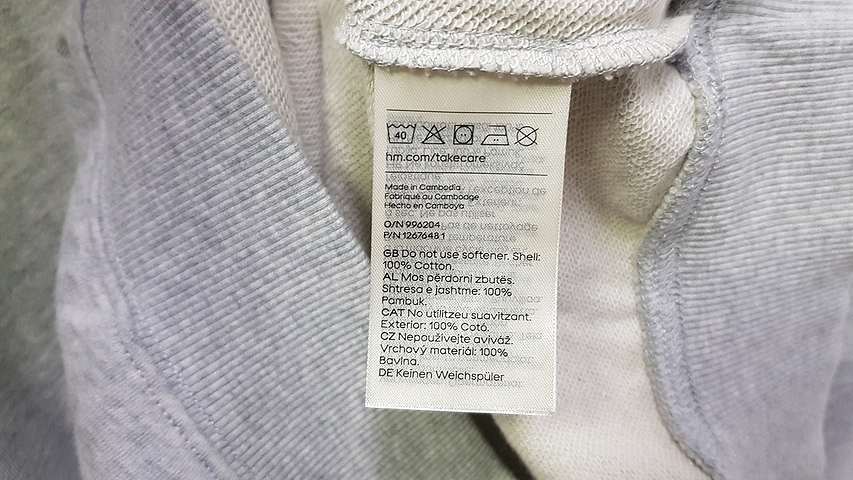 40
hm.com/takecare
Made in Cambodia
Fabriqué au Cambodge
Hecho en Camboya
O/N 996204
P/N 1267648 1
GB Do not use softener. Shell:
100% Cotton.
AL Mos përdorni zbutës.
Shtresa e jashtme: 100%
Pambuk.
CAT No utilitzeu suavitzant.
Exterior: 100% Cotó.
CZ Nepoužívejte aviváž.
Vrchový materiál: 100%
Bavlna.
DE Keinen Weichspüler